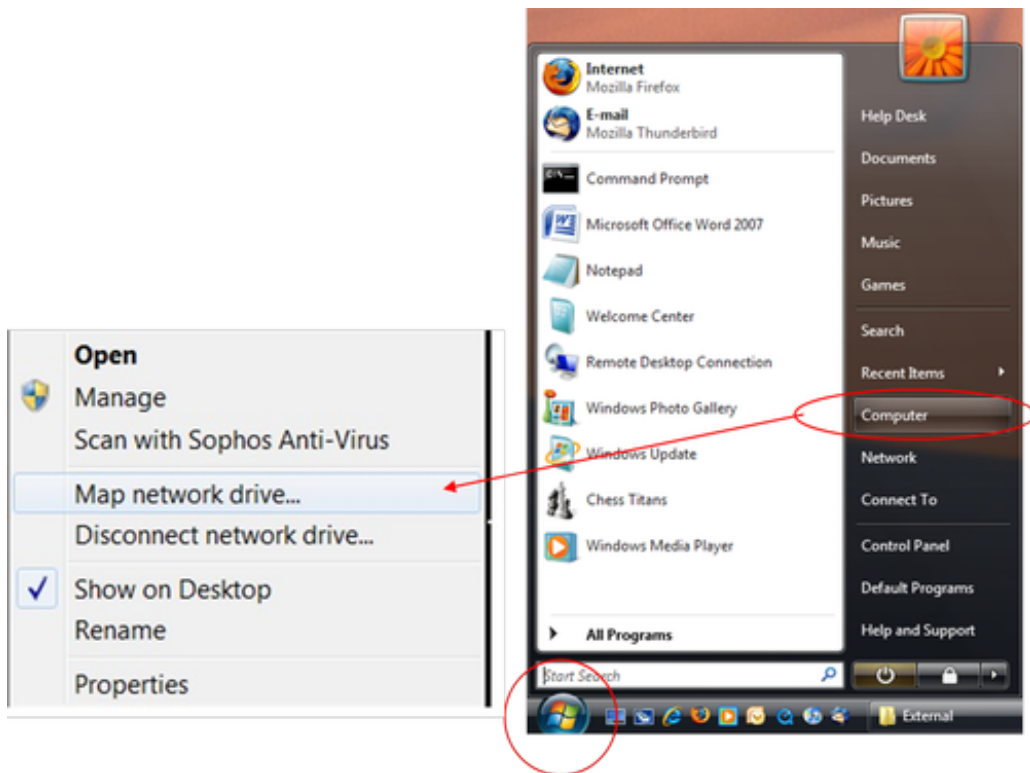 Open
Manage
Scan with Sophos Anti-Virus
Map network drive...
Disconnect network drive...
Show on Desktop
Rename
Properties
Internet
Mozilla Firefox
E-mail
Mozilla Thunderbird
Command Prompt
Microsoft Office Word 2007
Notepad
Welcome Center
Remote Desktop Connection
Windows Photo Gallery
Windows Update
Chess Titans
Windows Media Player
All Programs
Start Search
Help Desk
Documents
Pictures
Music
Games
Search
Recent Items
Computer
Network
Connect To
Control Panel
Default Programs
Help and Support
External